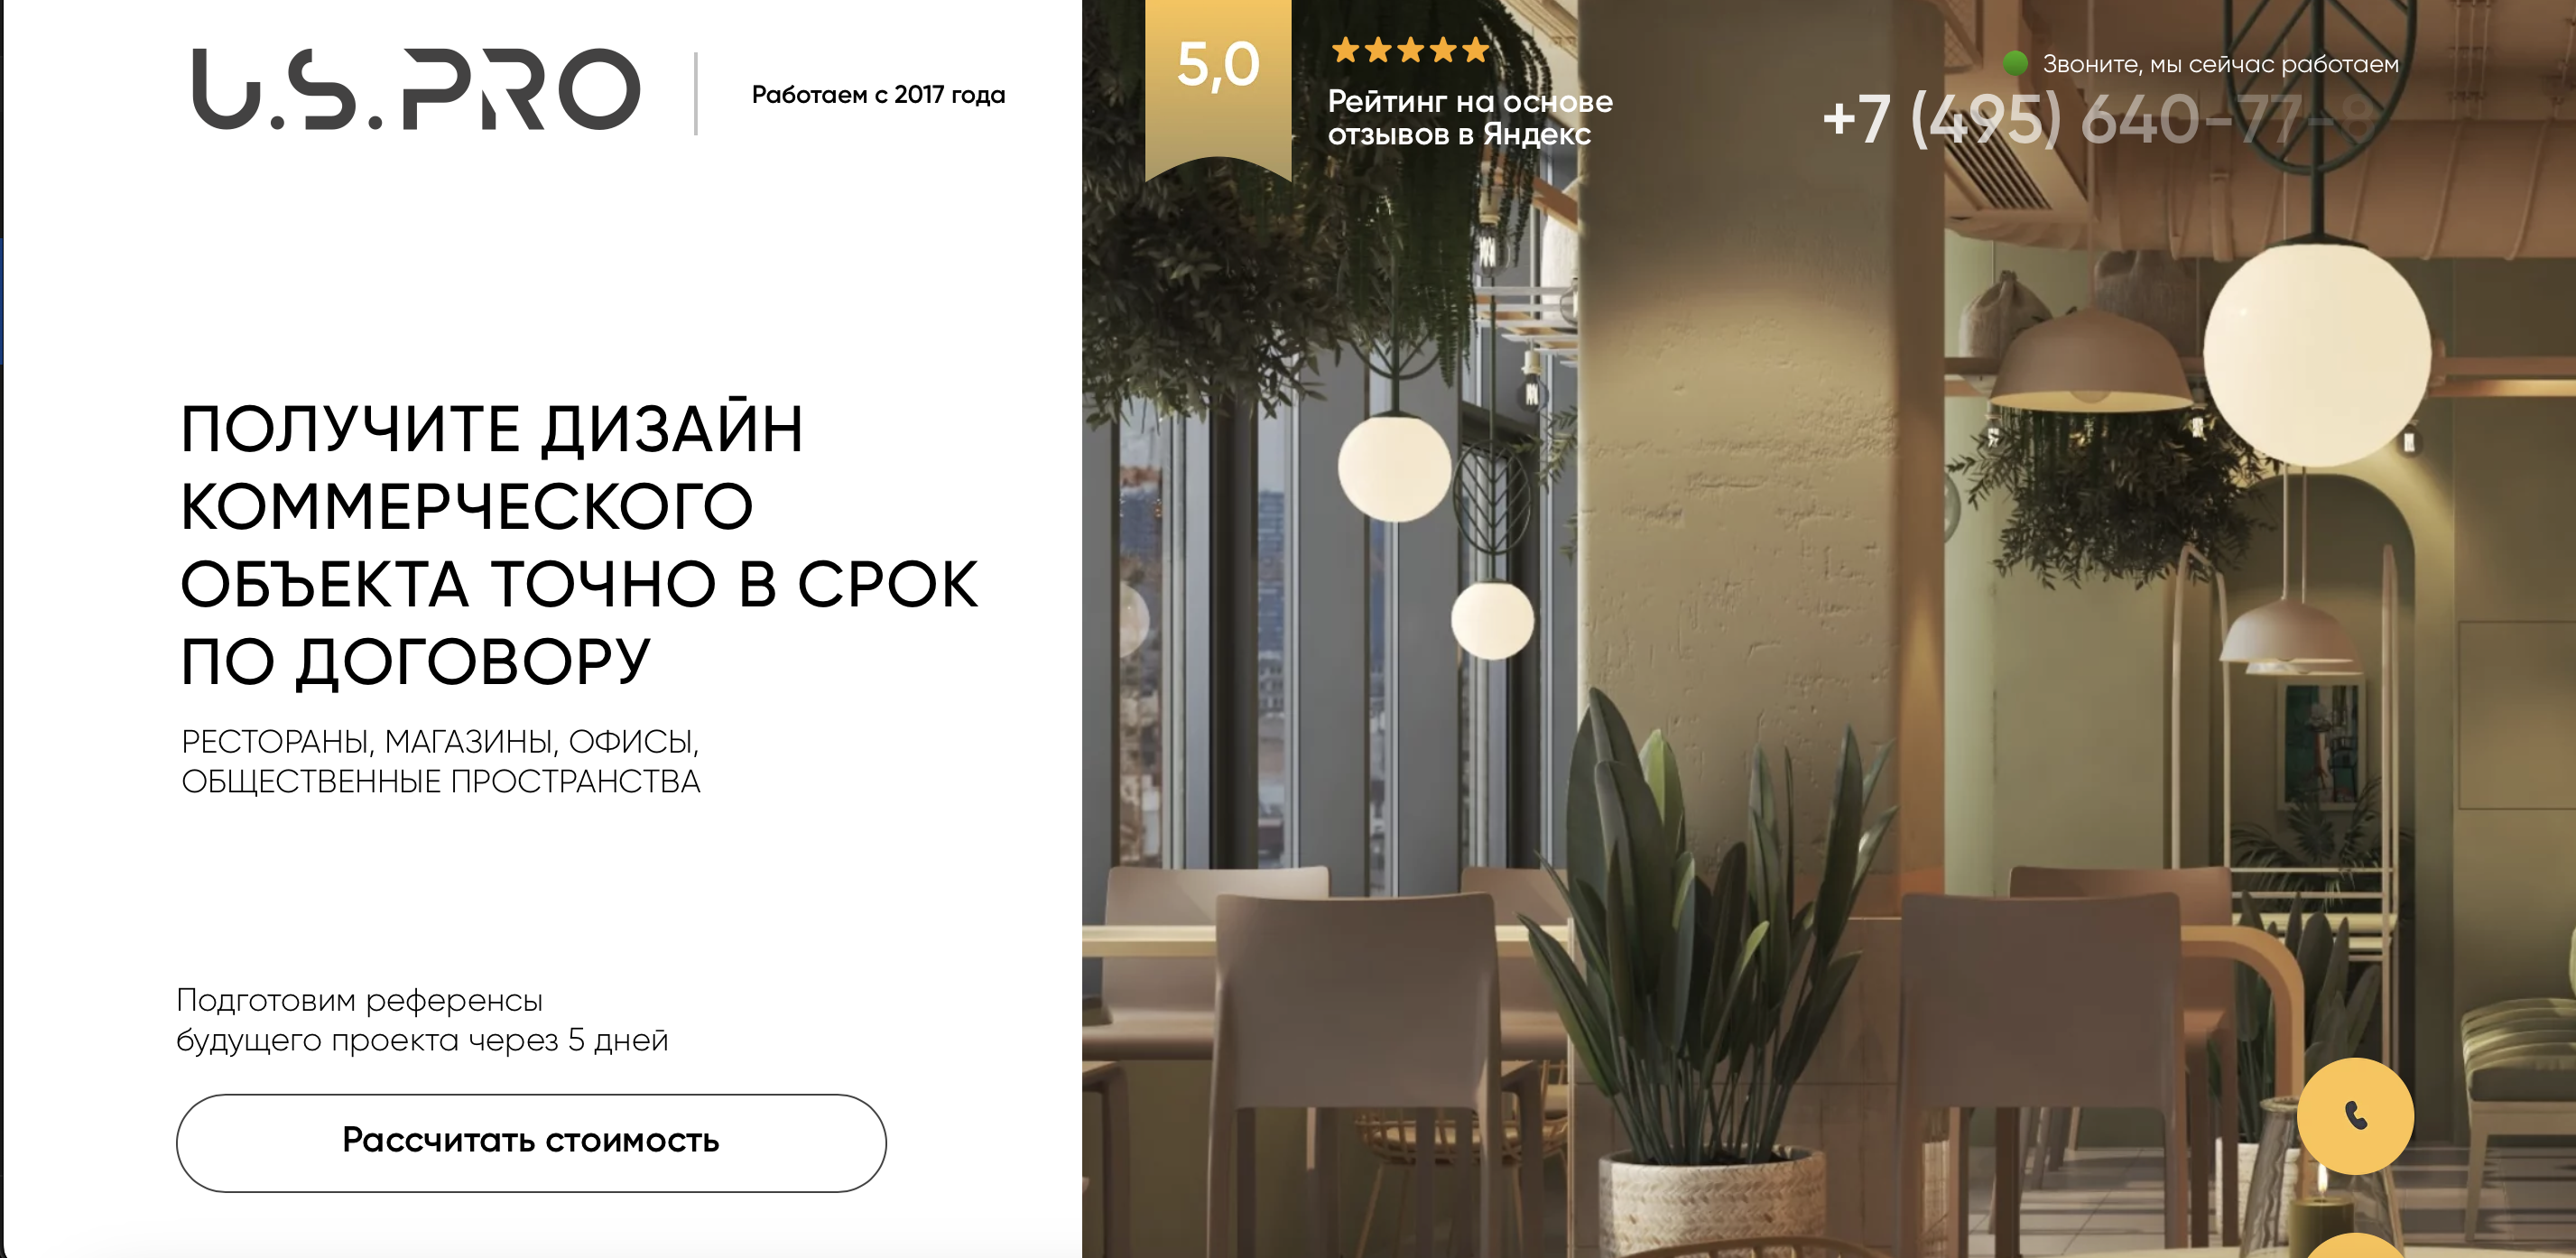 U.S.PRO
Работаем с 2017 года
5,0
Рейтинг на основе
отзывов в Яндекс
Звоните, мы сейчас работаем
+7 (495) 640-77-8
ПОЛУЧИТЕ ДИЗАЙН
КОММЕРЧЕСКОГО
ОБЪЕКТА ТОЧНО В СРОК
ПО ДОГОВОРУ
РЕСТОРАНЫ, МАГАЗИНЫ, ОФИСЫ,
ОБЩЕСТВЕННЫЕ ПРОСТРАНСТВА
Подготовим референсы
будущего проекта через 5 дней
Рассчитать стоимость